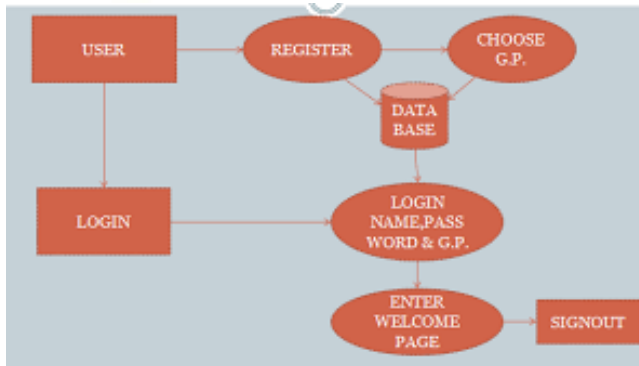 USER
REGISTER
CHOOSE
G.P.
DATA
BASE
LOGIN
LOGIN
NAME,PASS
WORD & G.P.
ENTER
WELCOME
PAGE
SIGNOUT